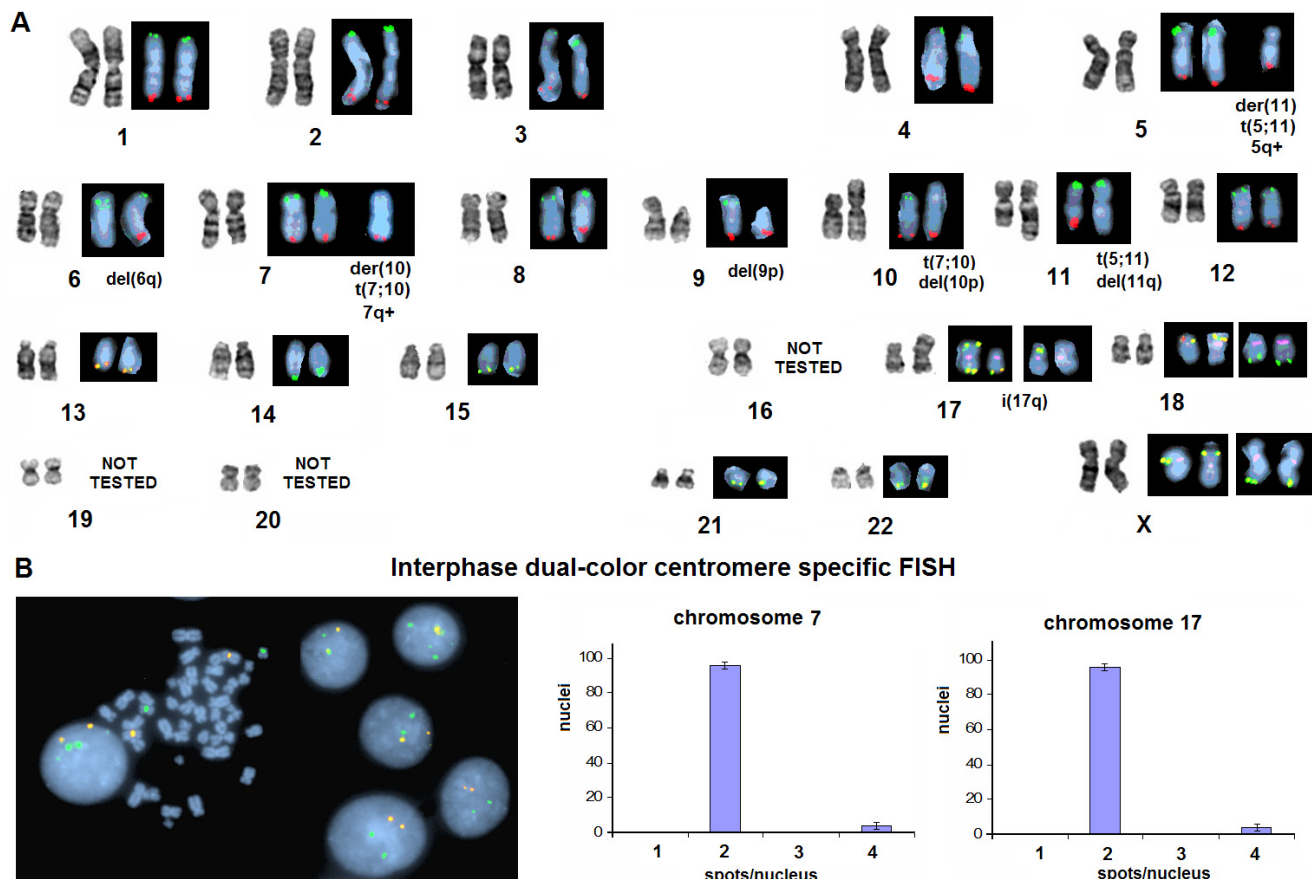 A
1
2
3
4
5
der(11)
t(5;11)
5q+
6
del(6q)
7
der(10)
t(7;10)
7q+
8
9
del(9p)
10
t(7;10)
del(10p)
11
t(5;11)
del(11q)
12
13
14
15
16
NOT
TESTED
17
i(17q)
18
19
NOT
TESTED
20
NOT
TESTED
21
22
X
B
Interphase dual-color centromere specific FISH
chromosome 7
nuclei
100
80
60
40
20
0
1 2 3 4
spots/nucleus
chromosome 17
nuclei
100
80
60
40
20
0
1 2 3 4
spots/nucleus